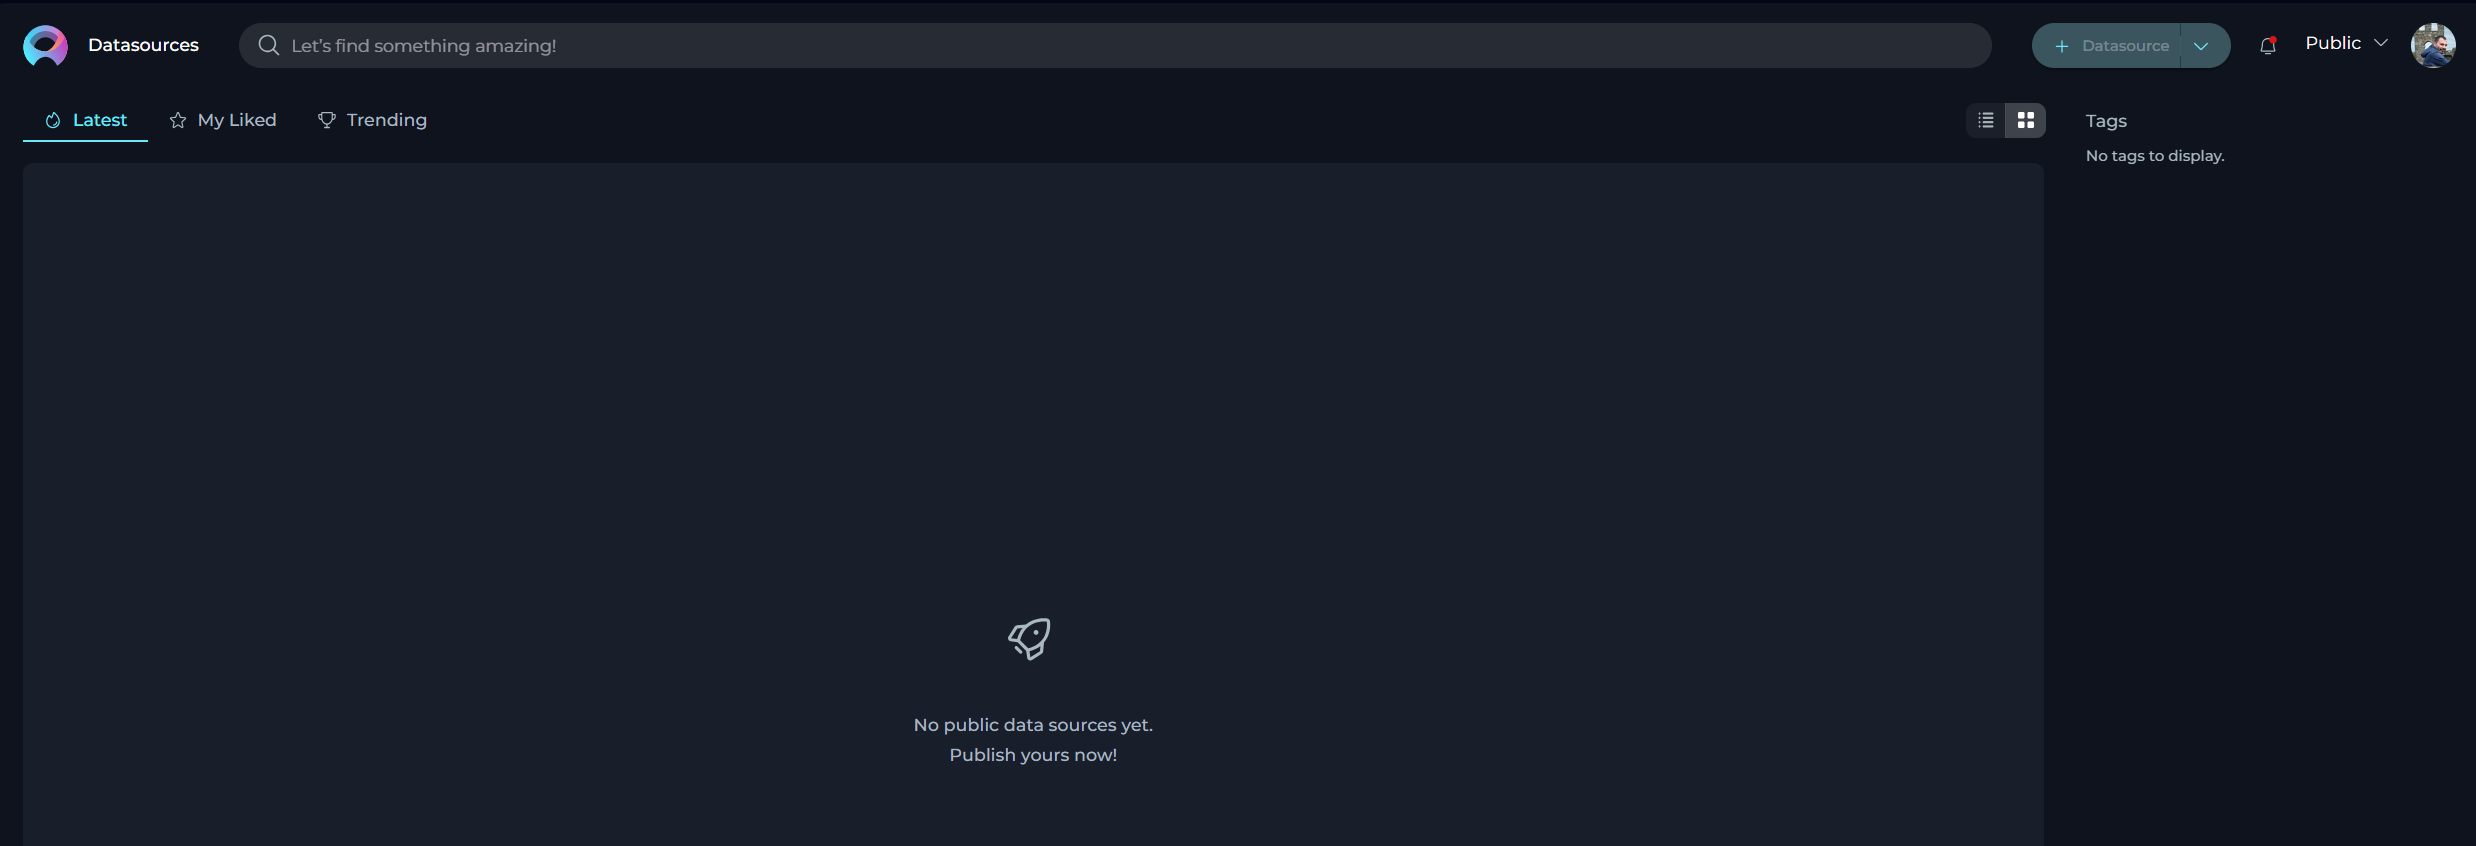 Datasources
Let's find something amazing!
+ Datasource
Public
Latest
My Liked
Trending
Tags
No tags to display.
No public data sources yet.
Publish yours now!